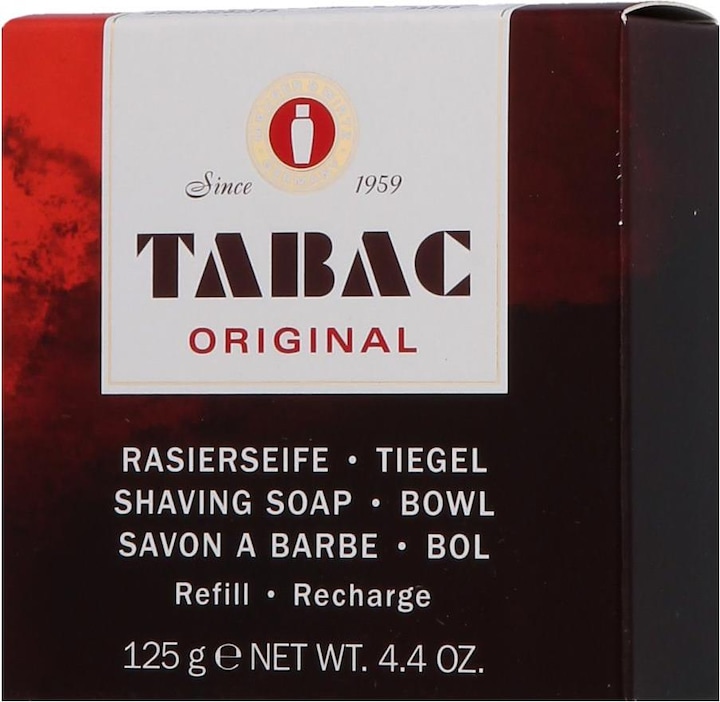 Since 1959
TABAC
ORIGINAL
RASIERSEIFE • TIEGEL
SHAVING SOAP • BOWL
SAVON A BARBE • BOL
Refill • Recharge
125 g ℮ NET WT. 4.4 OZ.